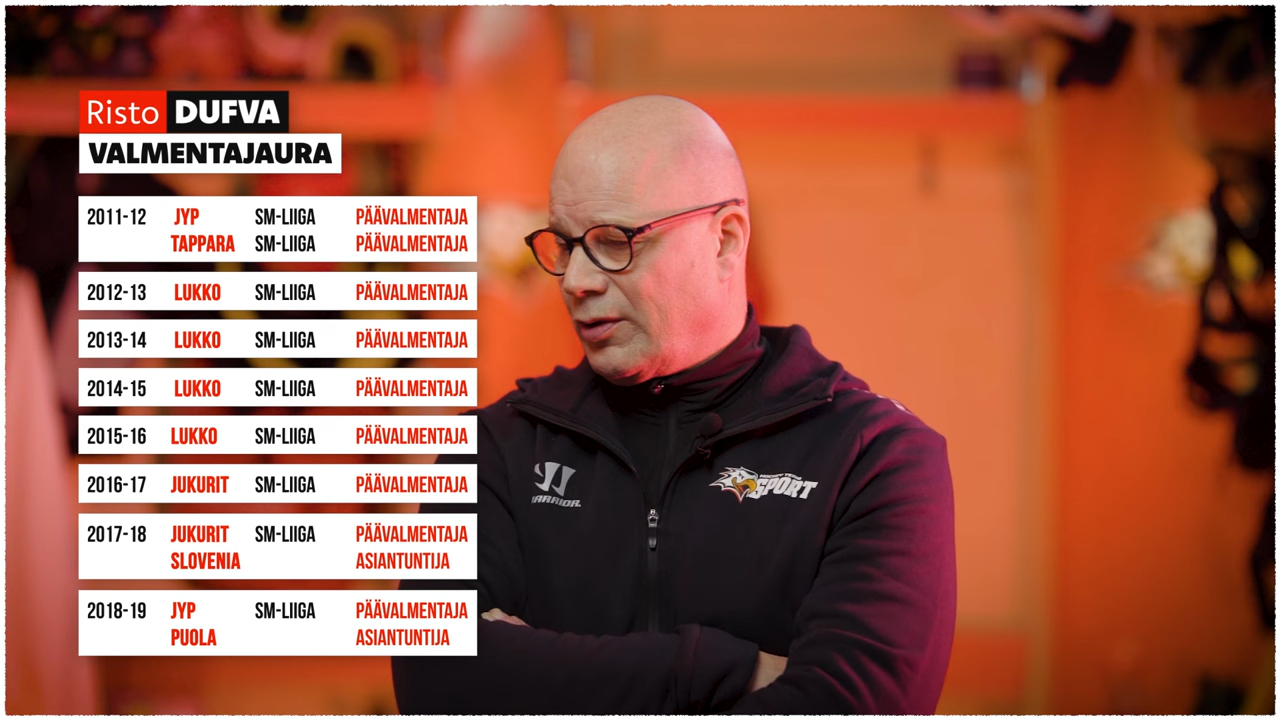 Risto DUFVA
VALMENTAJAURA
2011-12 JYP SM-LIIGA PÄÄVALMENTAJA
TAPPARA SM-LIIGA PÄÄVALMENTAJA
2012-13 LUKKO SM-LIIGA PÄÄVALMENTAJA
2013-14 LUKKO SM-LIIGA PÄÄVALMENTAJA
2014-15 LUKKO SM-LIIGA PÄÄVALMENTAJA
2015-16 LUKKO SM-LIIGA PÄÄVALMENTAJA
2016-17 JUKURIT SM-LIIGA PÄÄVALMENTAJA
2017-18 JUKURIT SM-LIIGA PÄÄVALMENTAJA
SLOVENIA ASIANTUNTIJA
2018-19 JYP SM-LIIGA PÄÄVALMENTAJA
PUOLA ASIANTUNTIJA
WARRIOR
SPORT